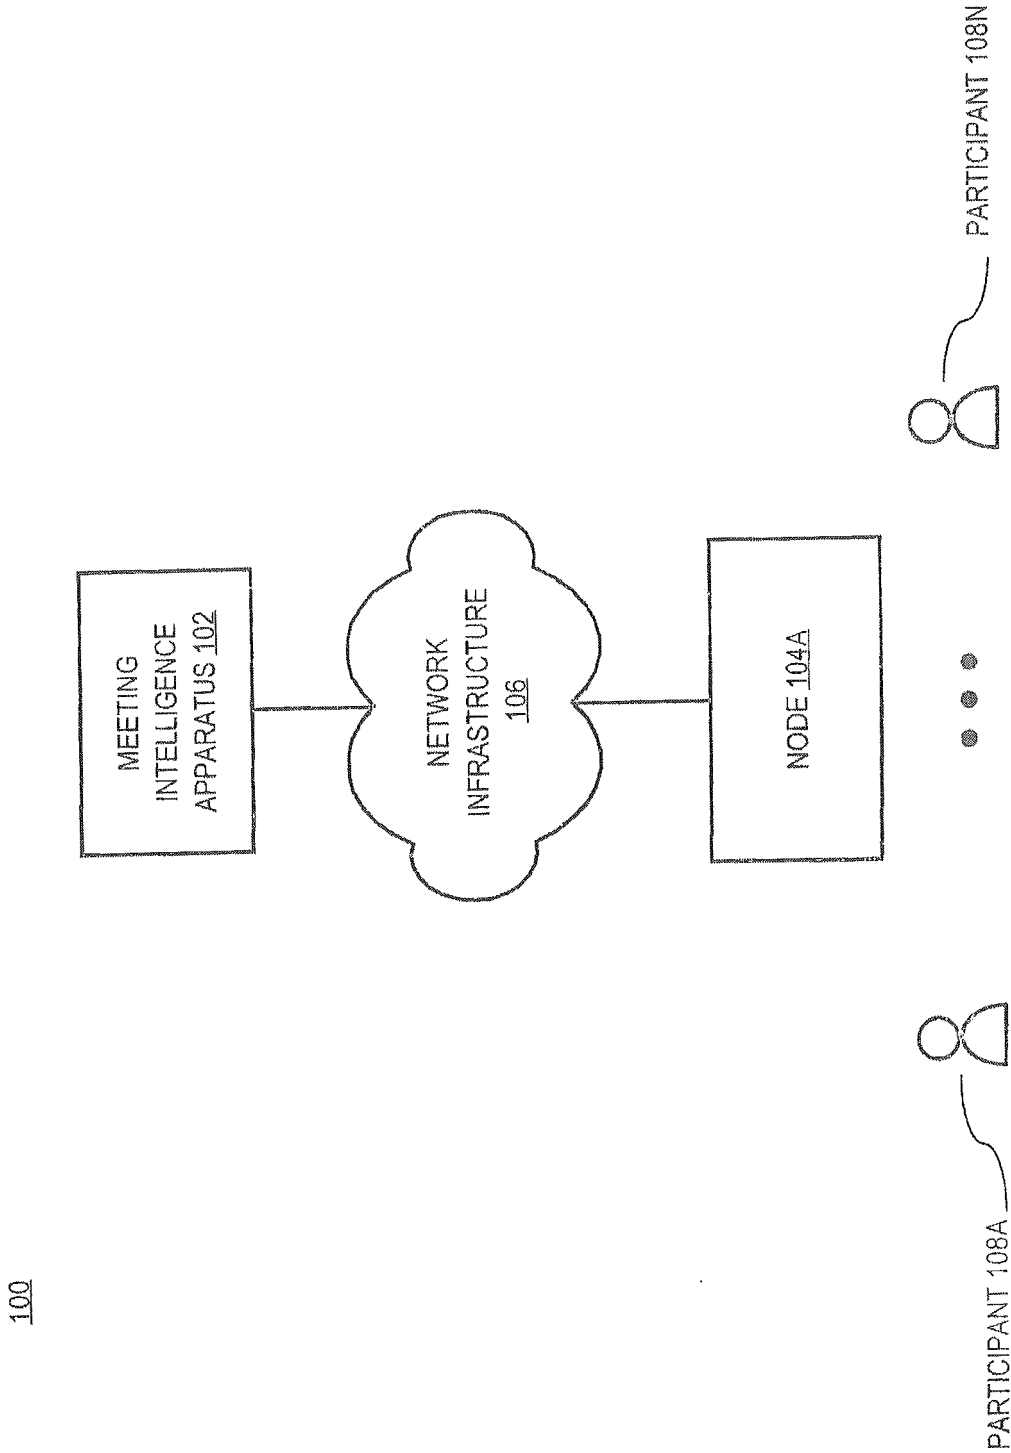 100
MEETING
INTELLIGENCE
APPARATUS 102
NETWORK
INFRASTRUCTURE
106
NODE 104A
PARTICIPANT 108A
PARTICIPANT 108N